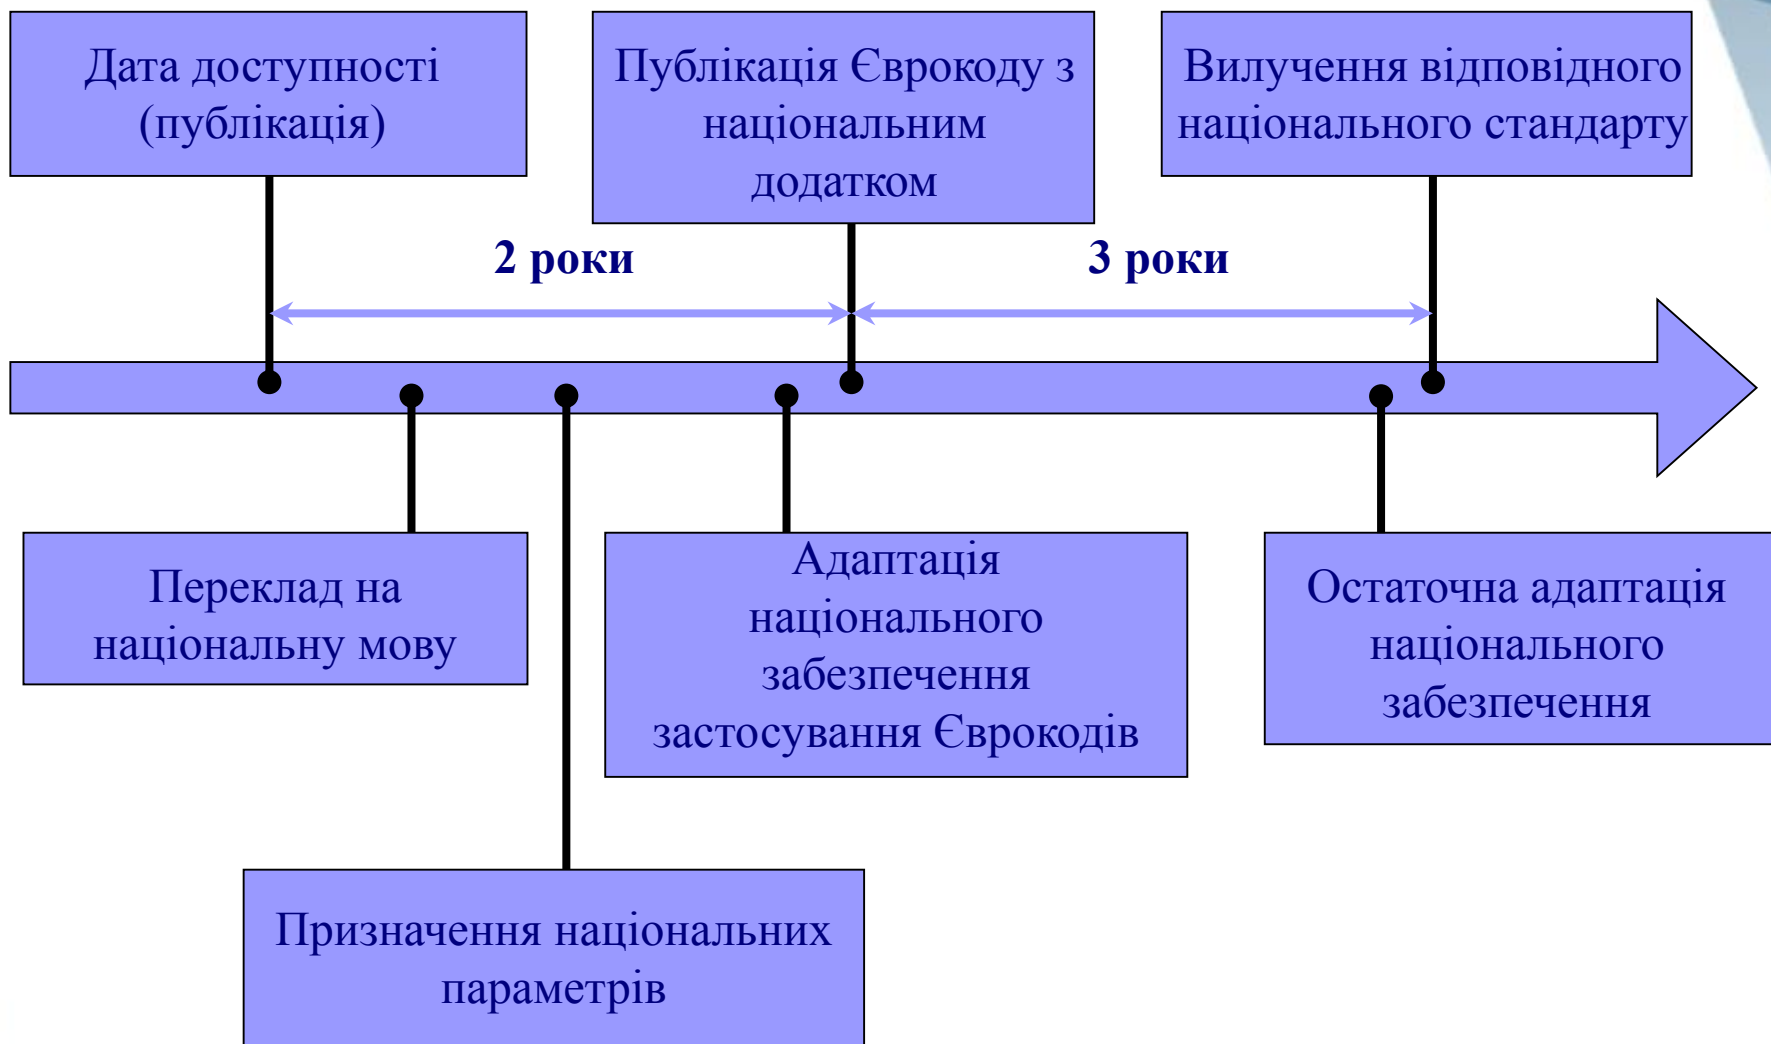 Дата доступності
(публікація)
Публікація Єврокоду з
національним
додатком
Вилучення відповідного
національного стандарту
2 роки
3 роки
Переклад на
національну мову
Адаптація
національного
забезпечення
застосування Єврокодів
Остаточна адаптація
національного
забезпечення
Призначення національних
параметрів